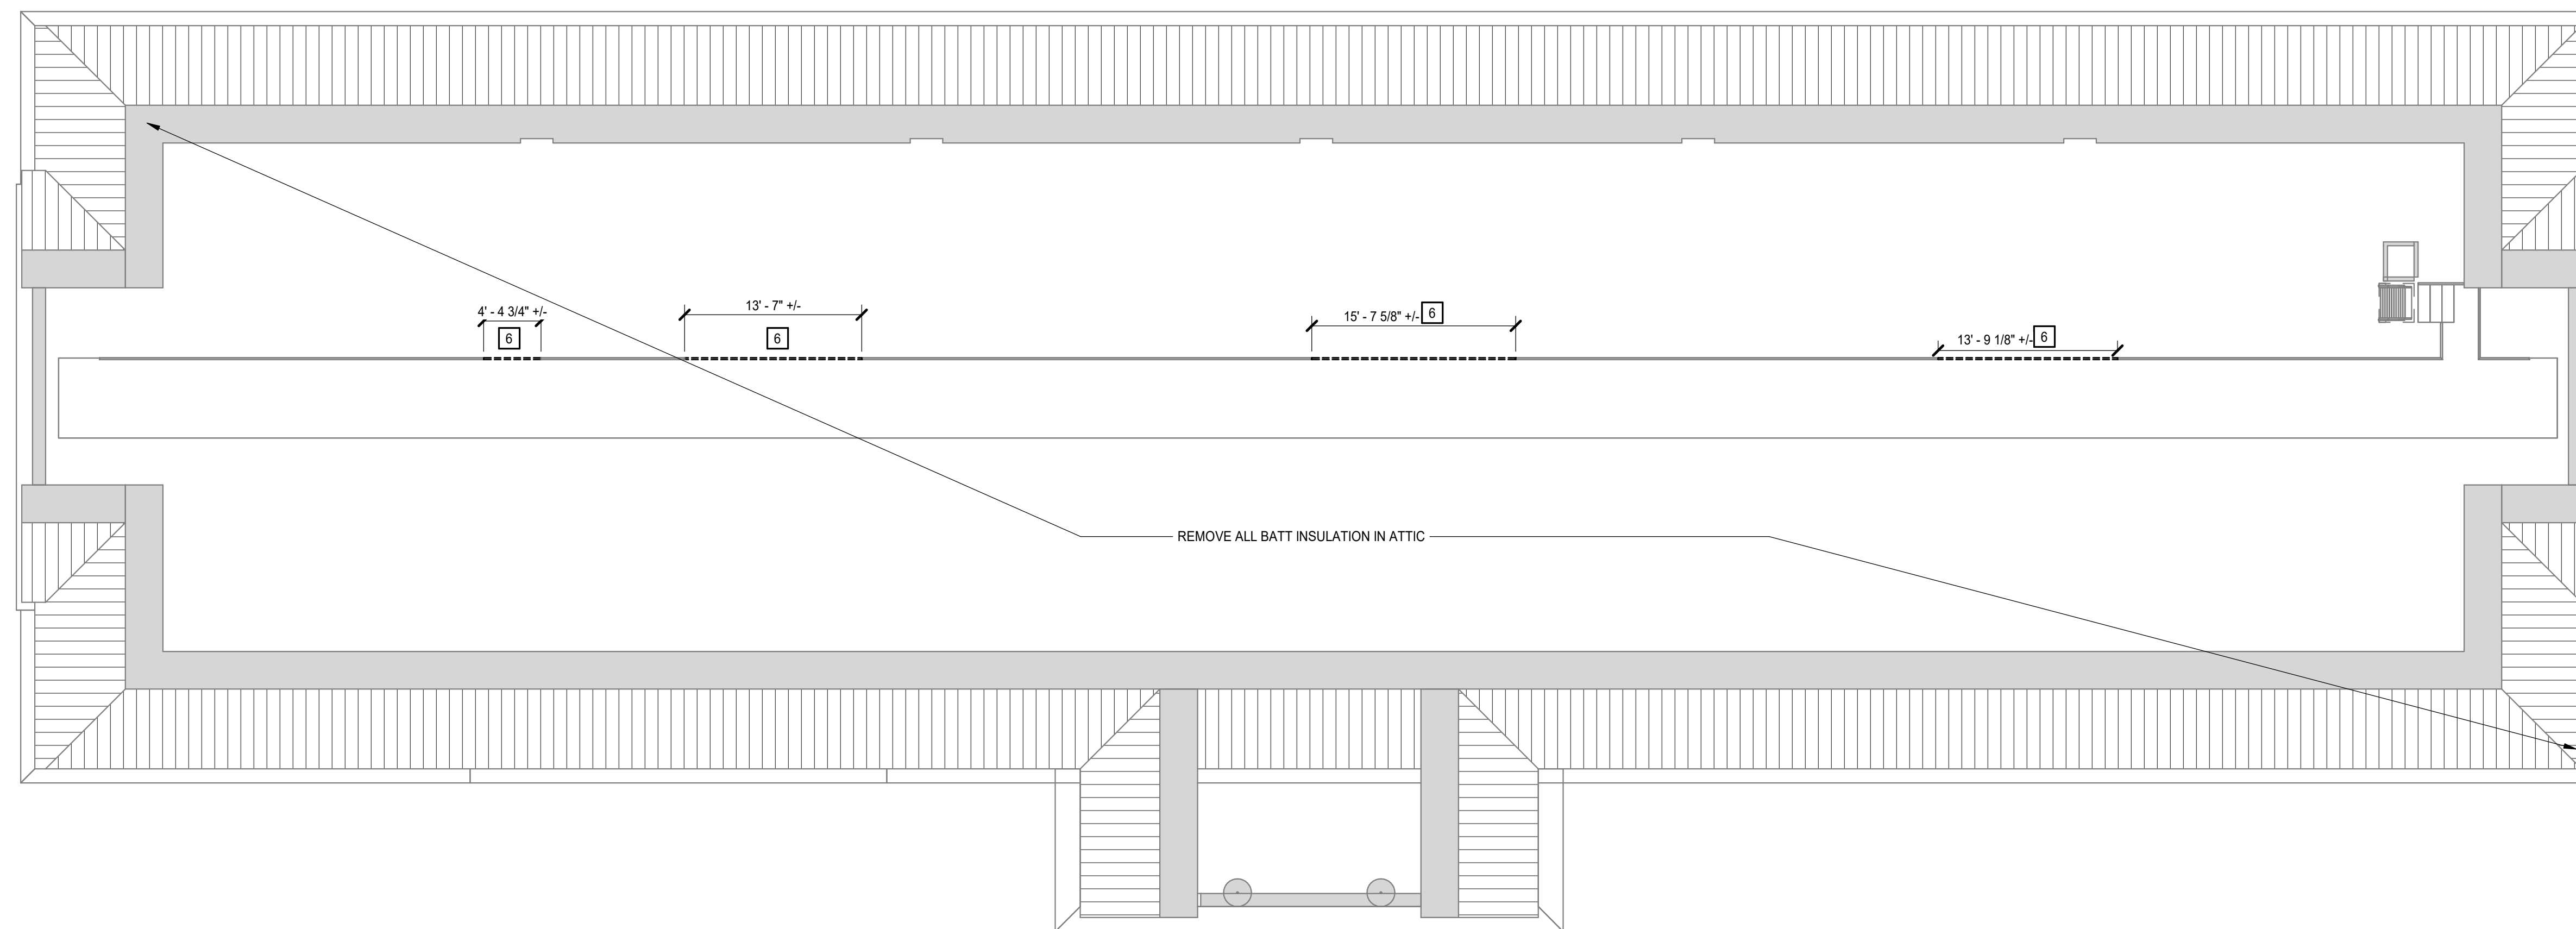 4' - 4 3/4" +/-
6
13' - 7" +/-
6
15' - 7 5/8" +/-
6
13' - 9 1/8" +/-
6
REMOVE ALL BATT INSULATION IN ATTIC